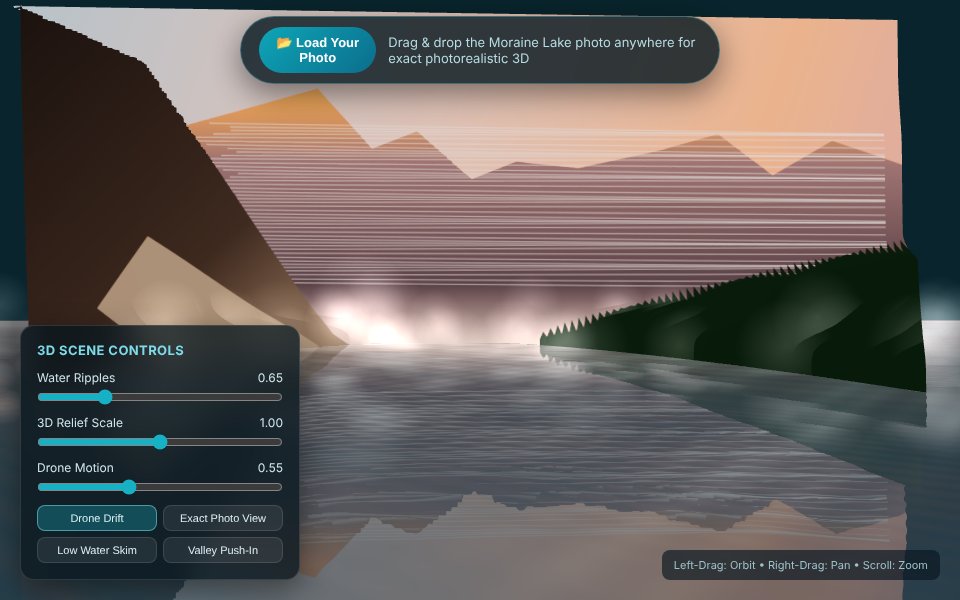 📂 Load Your
Photo
Drag & drop the Moraine Lake photo anywhere for
exact photorealistic 3D
3D SCENE CONTROLS
Water Ripples 0.65
3D Relief Scale 1.00
Drone Motion 0.55
Drone Drift Exact Photo View
Low Water Skim Valley Push-In
Left-Drag: Orbit • Right-Drag: Pan • Scroll: Zoom